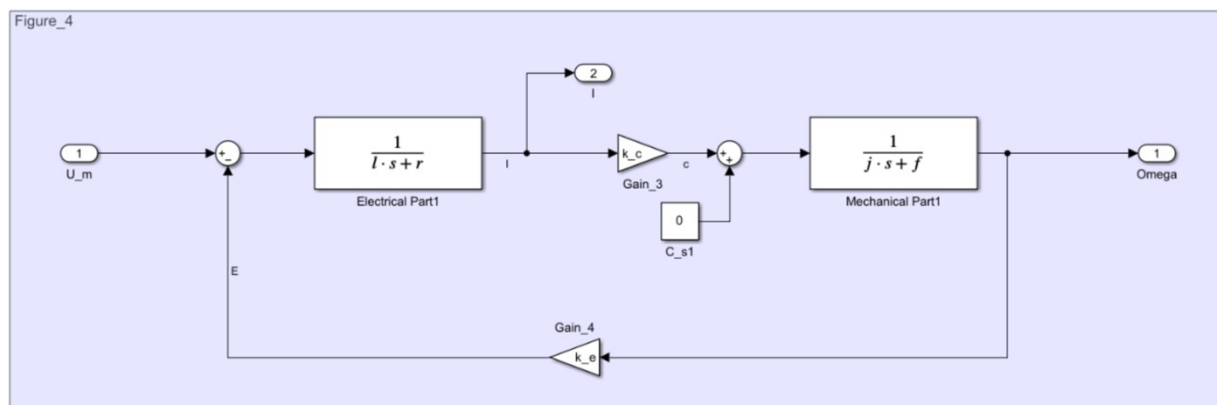 Figure_4
2
I
1
U_m
+
-
1
l · s + r
Electrical Part1
I
k_c
Gain_3
c
+
+
0
C_s1
1
j · s + f
Mechanical Part1
1
Omega
E
Gain_4
k_e